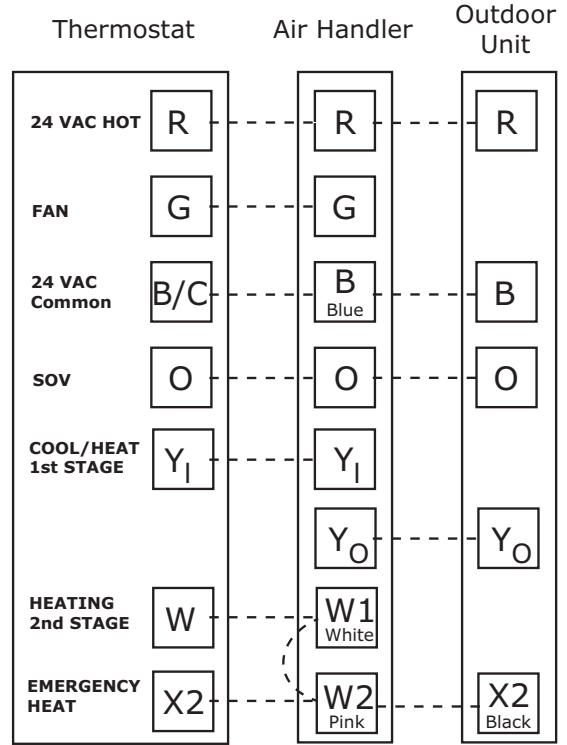 Thermostat
Air Handler
Outdoor
Unit
24 VAC HOT
R
R
R
FAN
G
G
24 VAC
Common
B/C
B
Blue
B
SOV
O
O
O
COOL/HEAT
1st STAGE
YI
YI
YO
YO
HEATING
2nd STAGE
W
W1
White
EMERGENCY
HEAT
X2
W2
Pink
X2
Black